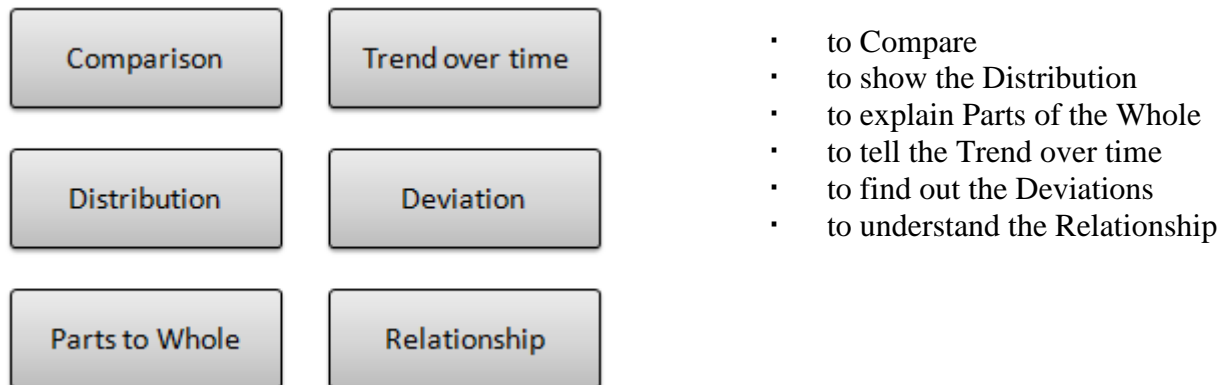 Comparison
Trend over time
Distribution
Deviation
Parts to Whole
Relationship
▪ to Compare
▪ to show the Distribution
▪ to explain Parts of the Whole
▪ to tell the Trend over time
▪ to find out the Deviations
▪ to understand the Relationship